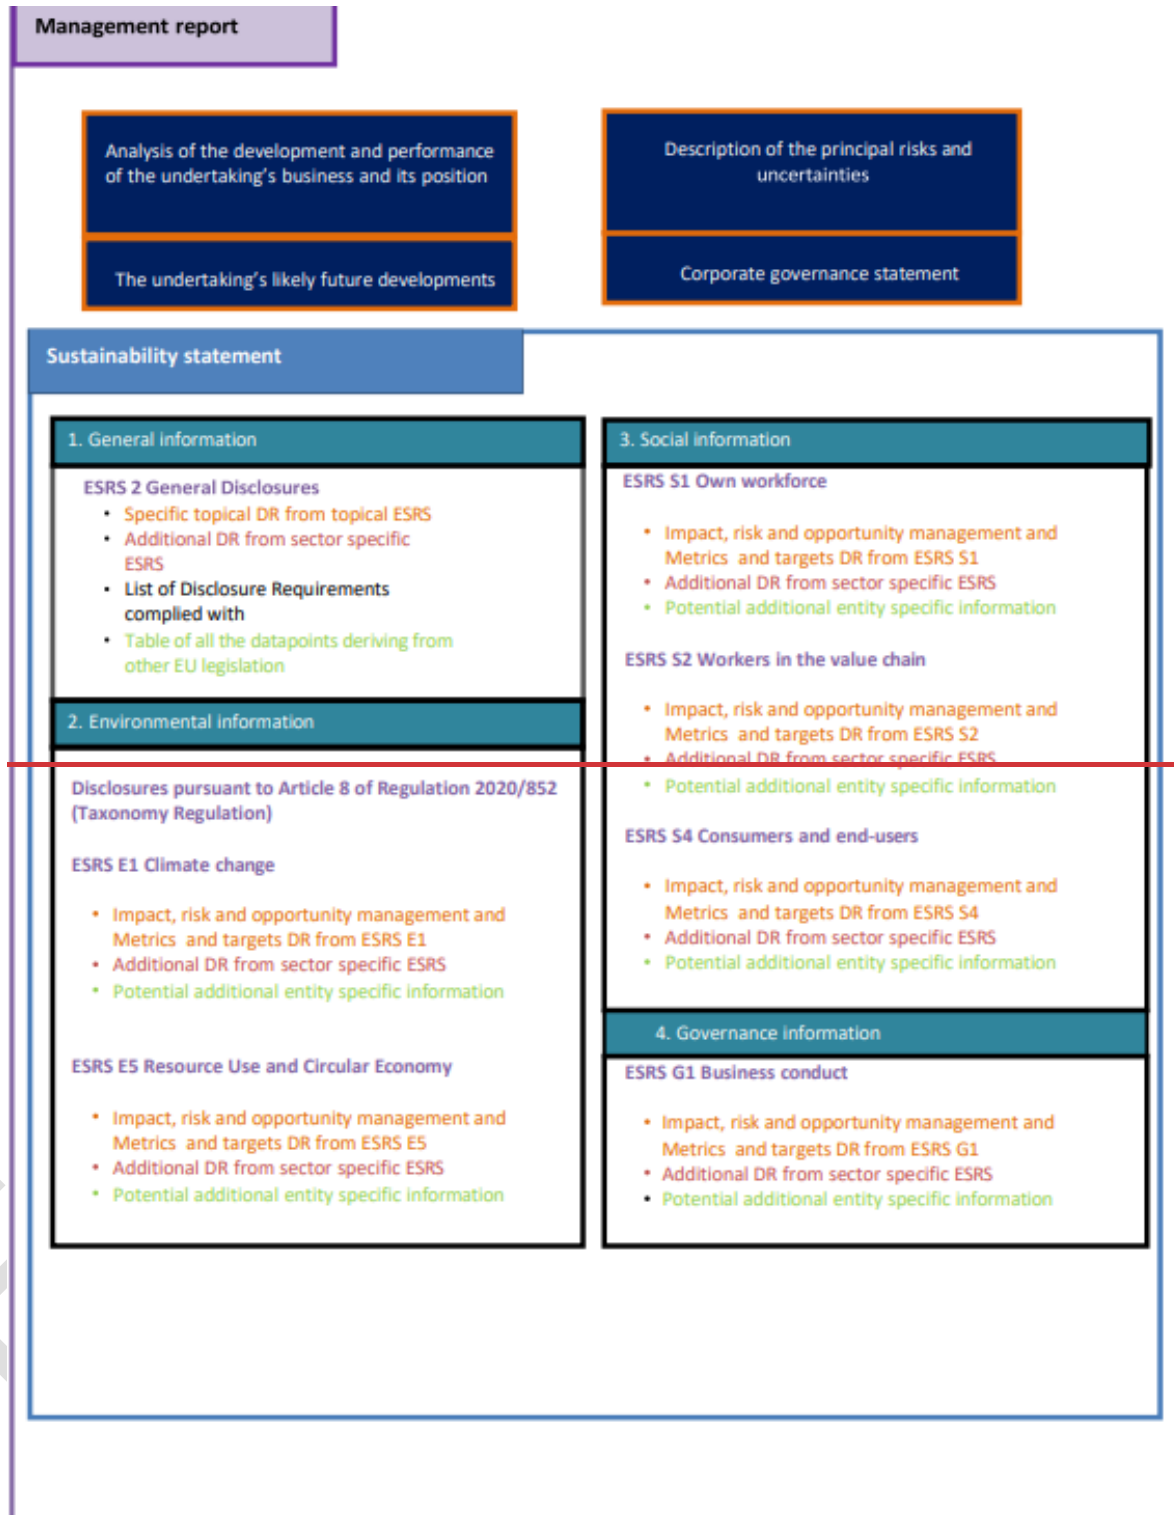 Management report
Analysis of the development and performance
of the undertaking's business and its position
The undertaking's likely future developments
Description of the principal risks and
uncertainties
Corporate governance statement
Sustainability statement
1. General information
ESRS 2 General Disclosures
• Specific topical DR from topical ESRS
• Additional DR from sector specific
ESRS
• List of Disclosure Requirements
complied with
• Table of all the datapoints deriving from
other EU legislation
2. Environmental information
Disclosures pursuant to Article 8 of Regulation 2020/852
(Taxonomy Regulation)
ESRS E1 Climate change
• Impact, risk and opportunity management and
Metrics and targets DR from ESRS E1
• Additional DR from sector specific ESRS
• Potential additional entity specific information
ESRS E5 Resource Use and Circular Economy
• Impact, risk and opportunity management and
Metrics and targets DR from ESRS E5
• Additional DR from sector specific ESRS
• Potential additional entity specific information
3. Social information
ESRS S1 Own workforce
• Impact, risk and opportunity management and
Metrics and targets DR from ESRS S1
• Additional DR from sector specific ESRS
• Potential additional entity specific information
ESRS S2 Workers in the value chain
• Impact, risk and opportunity management and
Metrics and targets DR from ESRS S2
• Additional DR from sector specific ESRS
• Potential additional entity specific information
ESRS S4 Consumers and end-users
• Impact, risk and opportunity management and
Metrics and targets DR from ESRS S4
• Additional DR from sector specific ESRS
• Potential additional entity specific information
4. Governance information
ESRS G1 Business conduct
• Impact, risk and opportunity management and
Metrics and targets DR from ESRS G1
• Additional DR from sector specific ESRS
• Potential additional entity specific information